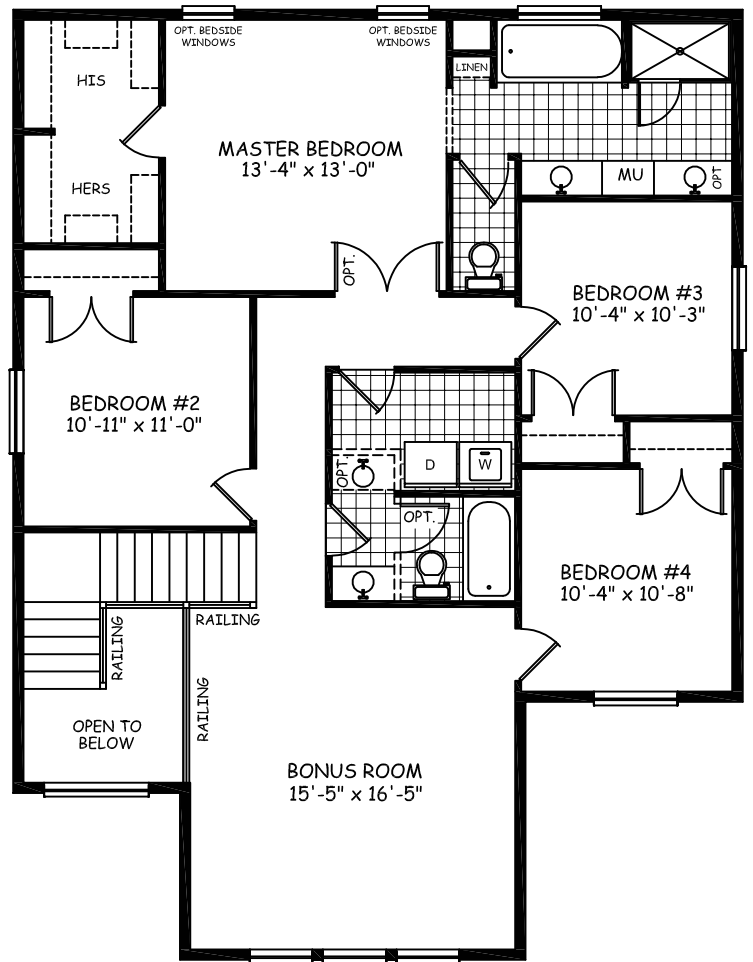 OPT. BEDSIDE
WINDOWS
OPT. BEDSIDE
WINDOWS
LINEN
HIS
MASTER BEDROOM
13'-4" x 13'-0"
HERS
MU
OPT
OPT.
BEDROOM #3
10'-4" x 10'-3"
BEDROOM #2
10'-11" x 11'-0"
OPT.
D
W
OPT.
BEDROOM #4
10'-4" x 10'-8"
RAILING
RAILING
RAILING
OPEN TO
BELOW
BONUS ROOM
15'-5" x 16'-5"